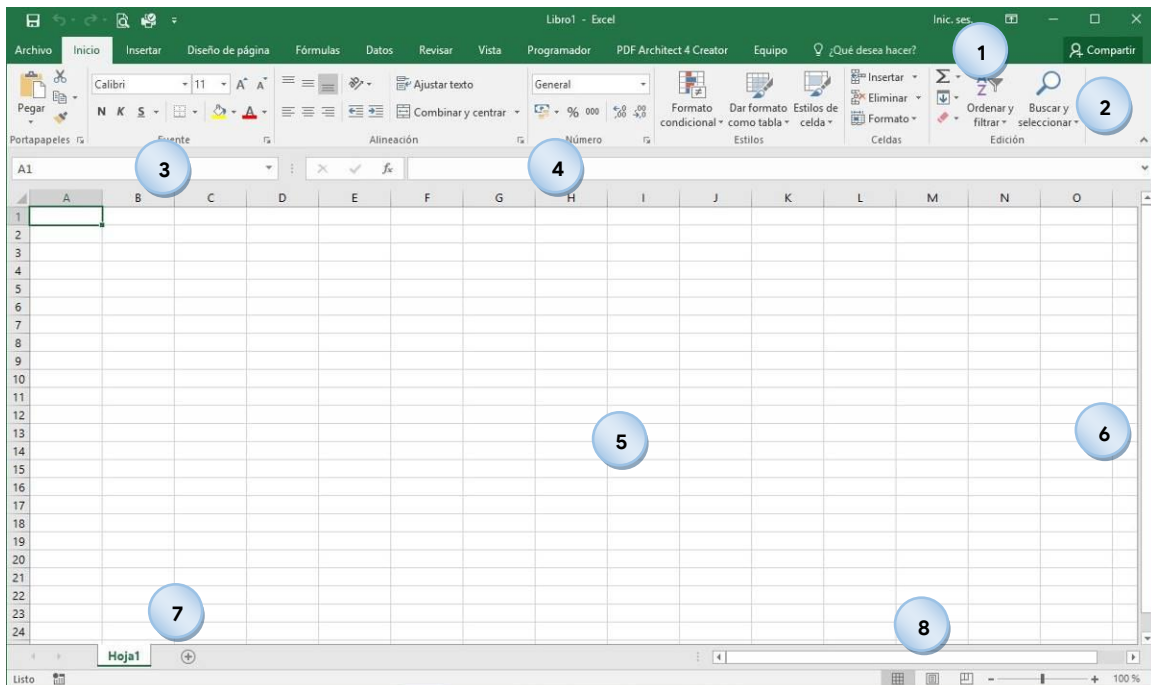 Libro1 - Excel
Inic. ses.
Archivo Inicio Insertar Diseño de página Fórmulas Datos Revisar Vista Programador PDF Architect 4 Creator Equipo ¿Qué desea hacer? 1 Compartir
Pegar
Portapapeles
Calibri 11
N K S A
Ajustar texto
Combinar y centrar
Alineación
General
% 000
Número
Formato condicional
Dar formato como tabla
Estilos de celda
Estilos
Insertar
Eliminar
Formato
Celdas
Ordenar y filtrar
Buscar y seleccionar
Edición
2
A1 3 fx 4
A B C D E F G H I J K L M N O
1
2
3
4
5
6
7
8
9
10
11
12
13
14
15
16
17
18
19
20
21
22
23
24
5
6
7
8
Hoja1
Listo 100 %